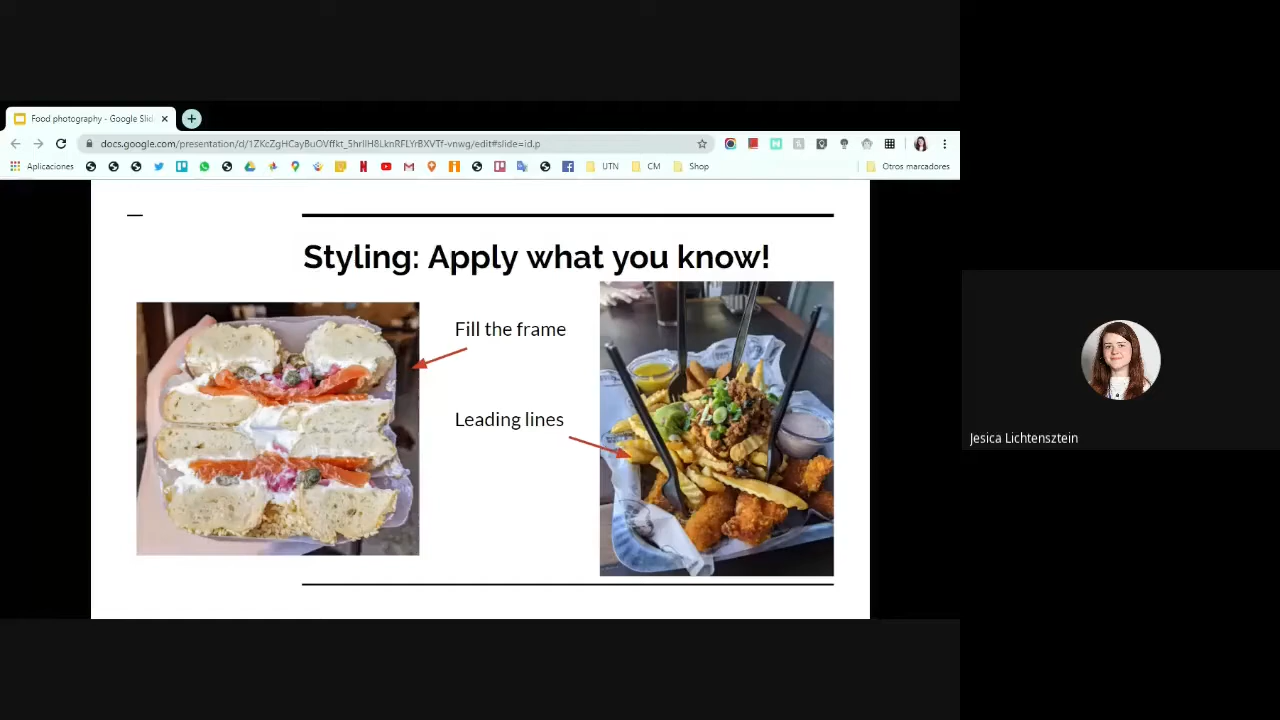 Food photography - Google Slid
docs.google.com/presentation/d/1ZKcZgHCayBuOVffkt_5hrIlH8LknRFLYrBXVTf-vnwg/edit#slide=id.p
Aplicaciones
UTN
CM
Shop
Otros marcadores
Styling: Apply what you know!
Fill the frame
Leading lines
Jesica Lichtensztein